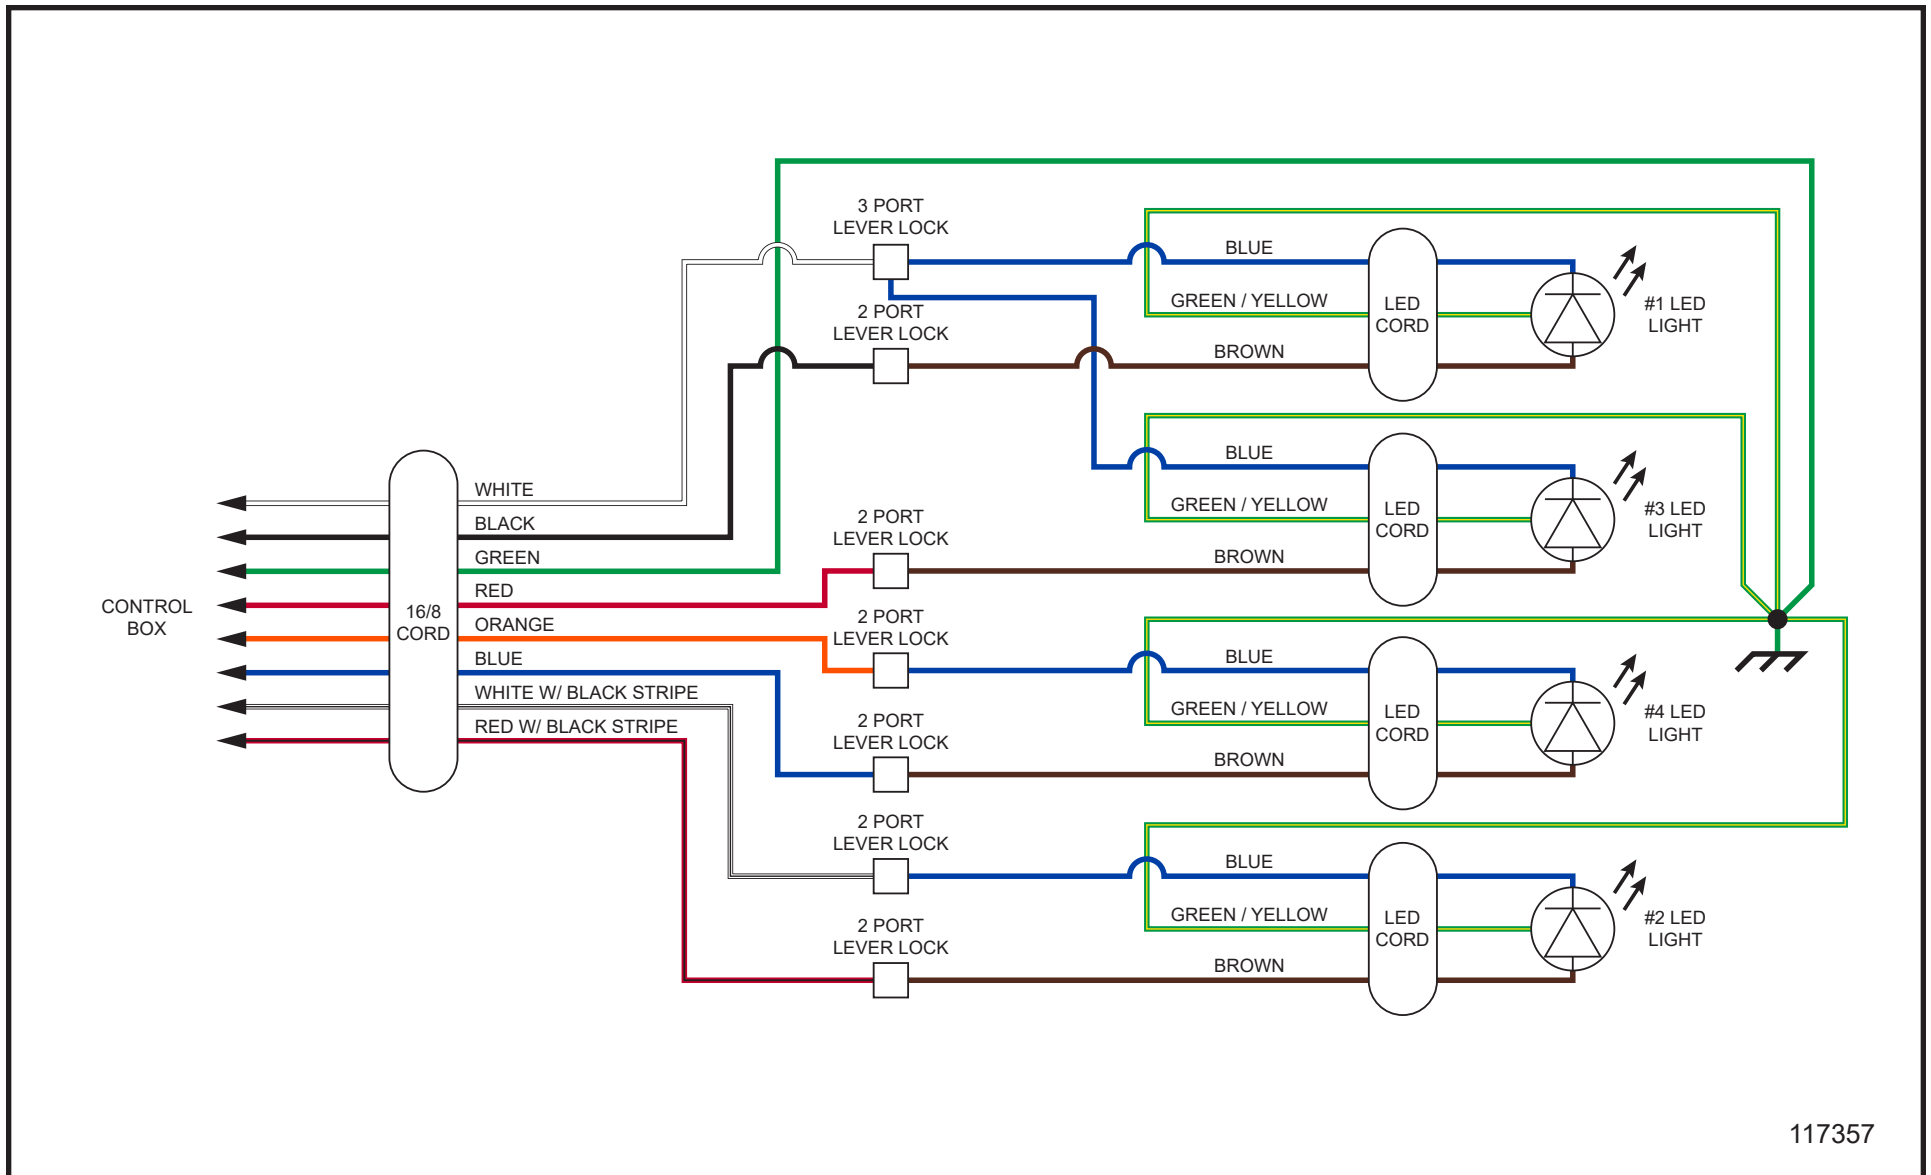 3 PORT
LEVER LOCK
BLUE
GREEN / YELLOW
LED
CORD
#1 LED
LIGHT
2 PORT
LEVER LOCK
BROWN
BLUE
WHITE
GREEN / YELLOW
LED
CORD
#3 LED
LIGHT
2 PORT
LEVER LOCK
BLACK
BROWN
GREEN
RED
CONTROL
BOX
16/8
CORD
ORANGE
2 PORT
LEVER LOCK
BLUE
BLUE
WHITE W/ BLACK STRIPE
GREEN / YELLOW
LED
CORD
#4 LED
LIGHT
RED W/ BLACK STRIPE
2 PORT
LEVER LOCK
BROWN
2 PORT
LEVER LOCK
BLUE
GREEN / YELLOW
LED
CORD
#2 LED
LIGHT
2 PORT
LEVER LOCK
BROWN
117357